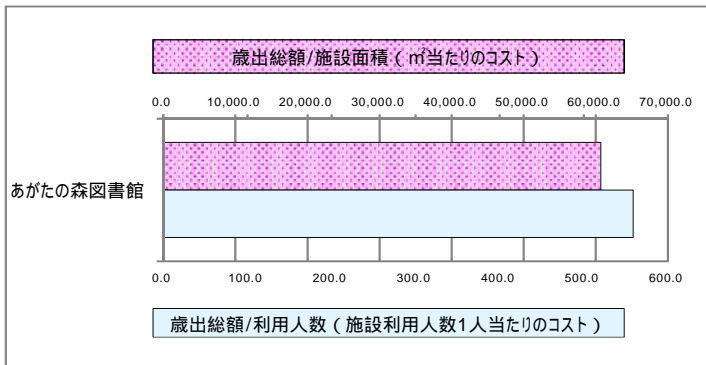 歳出総額/施設面積（㎡当たりのコスト）
0.0 10,000.0 20,000.0 30,000.0 40,000.0 50,000.0 60,000.0 70,000.0
あがたの森図書館
0.0 100.0 200.0 300.0 400.0 500.0 600.0
歳出総額/利用人数（施設利用人数1人当たりのコスト）